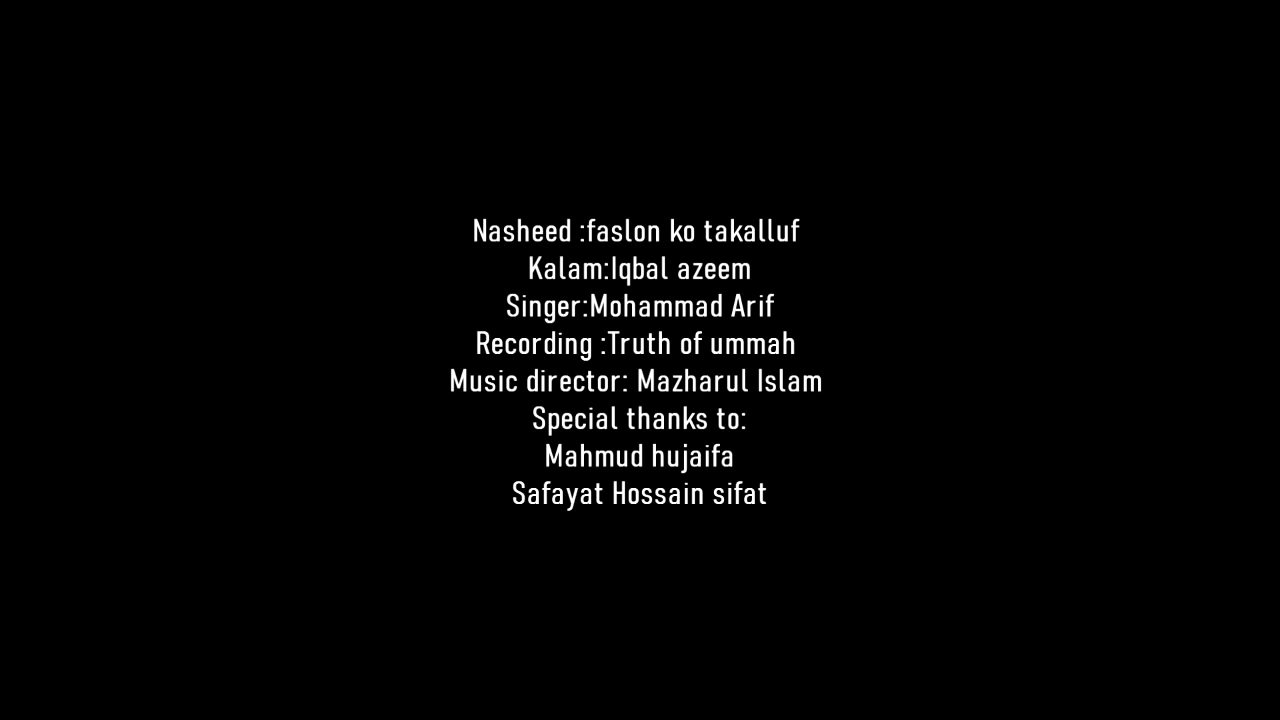 Nasheed :faslon ko takalluf
Kalam:Iqbal azeem
Singer:Mohammad Arif
Recording :Truth of ummah
Music director: Mazharul Islam
Special thanks to:
Mahmud hujaifa
Safayat Hossain sifat